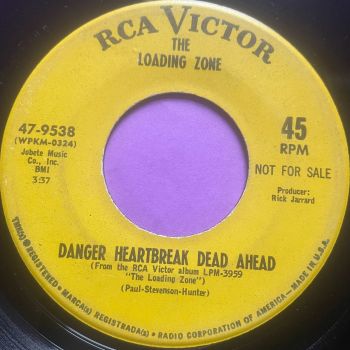 RCA VICTOR
THE
LOADING ZONE
47-9538
(WPKM-0324)
Jobete Music
Co., Inc.
BMI
3:37
45
RPM
NOT FOR SALE
Producer:
Rick Jarrard
DANGER HEARTBREAK DEAD AHEAD
(From the RCA Victor album LPM-3959
"The Loading Zone")
(Paul-Stevenson-Hunter)
TMK(s) ® REGISTERED • MARCA(s) REGISTRADA(s) • RADIO CORPORATION OF AMERICA — MADE IN U.S.A.